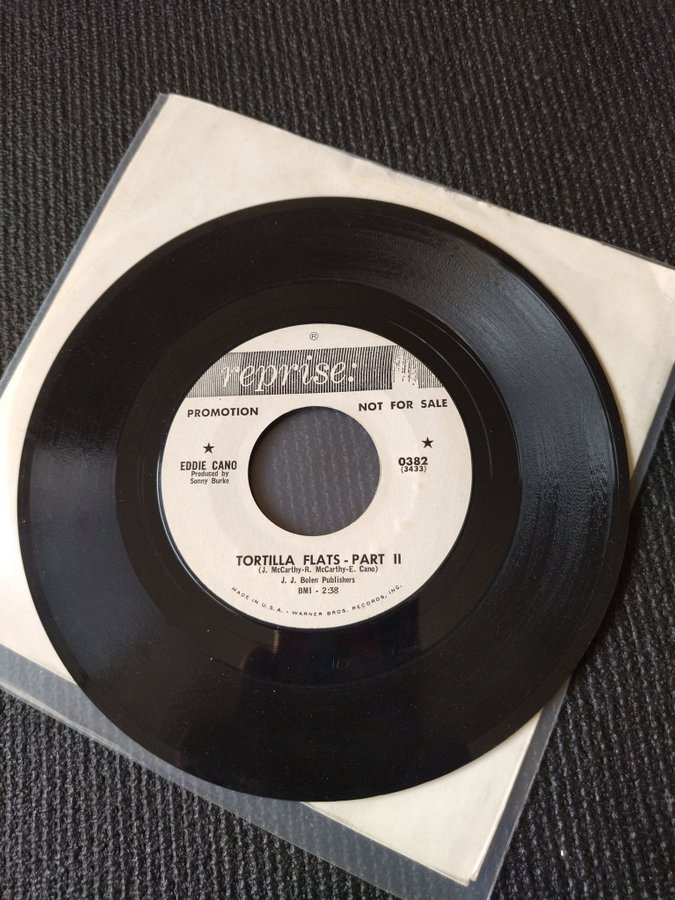 ®
reprise:
PROMOTION NOT FOR SALE
EDDIE CANO
Produced by
Sonny Burke
0382
(3433)
TORTILLA FLATS - PART II
(J. McCarthy-R. McCarthy-E. Cano)
J. J. Bolen Publishers
BMI - 2:38
MADE IN U.S.A. - WARNER BROS. RECORDS, INC.